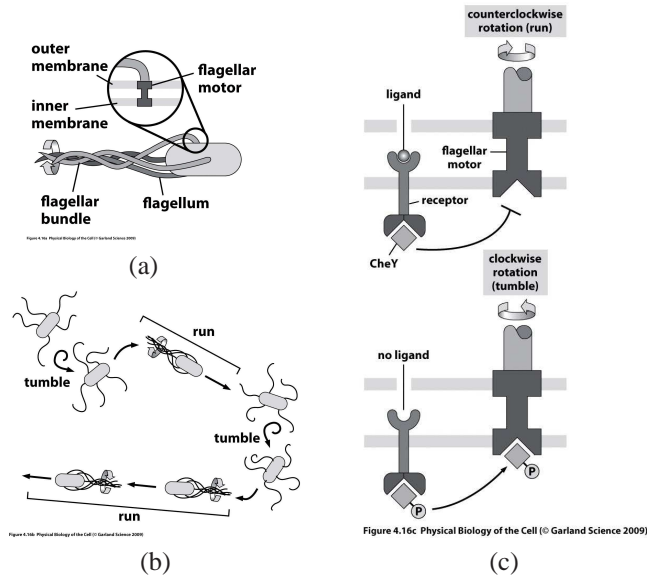 outer
membrane
flagellar
motor
inner
membrane
flagellar
bundle
flagellum
Figure 4.16a Physical Biology of the Cell (© Garland Science 2009)
(a)
run
tumble
tumble
run
Figure 4.16b Physical Biology of the Cell (© Garland Science 2009)
(b)
counterclockwise
rotation (run)
ligand
flagellar
motor
receptor
CheY
clockwise
rotation
(tumble)
no ligand
P
P
Figure 4.16c Physical Biology of the Cell (© Garland Science 2009)
(c)